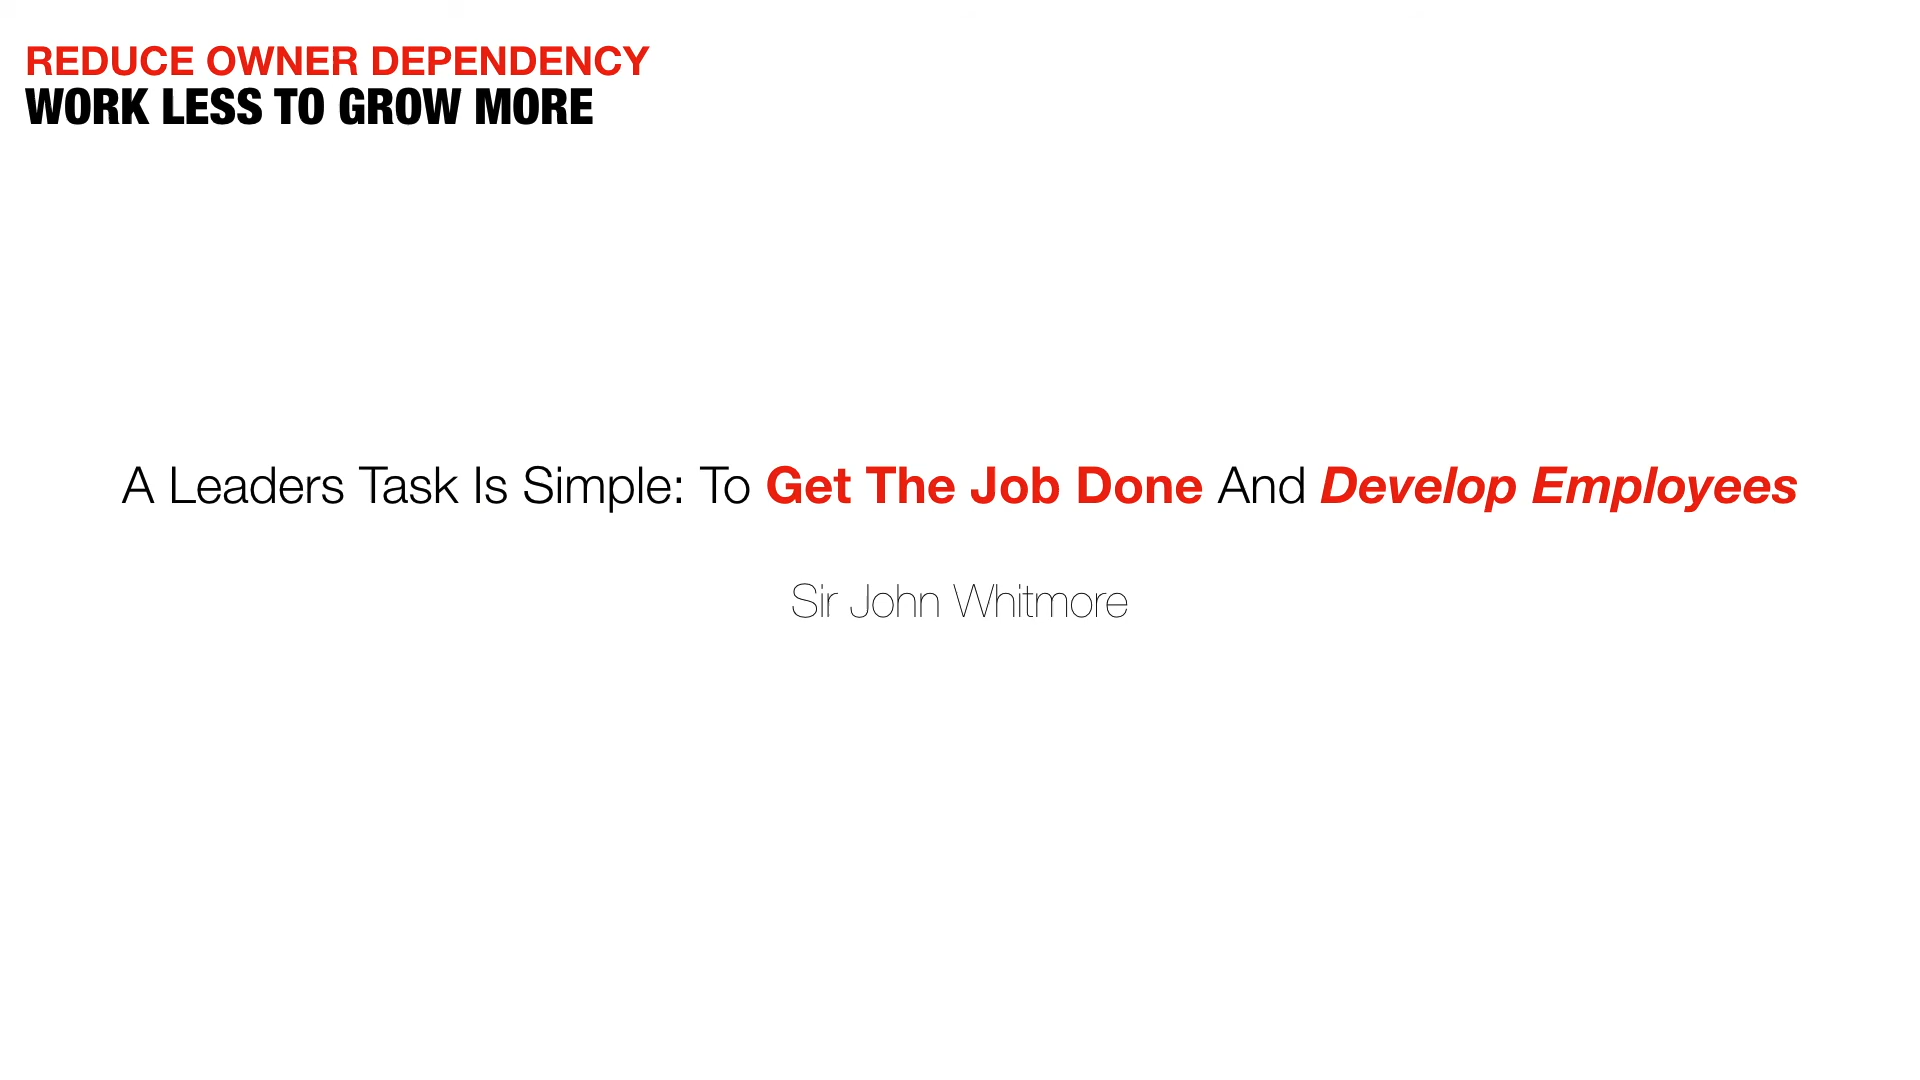 REDUCE OWNER DEPENDENCY
WORK LESS TO GROW MORE
A Leaders Task Is Simple: To Get The Job Done And Develop Employees
Sir John Whitmore